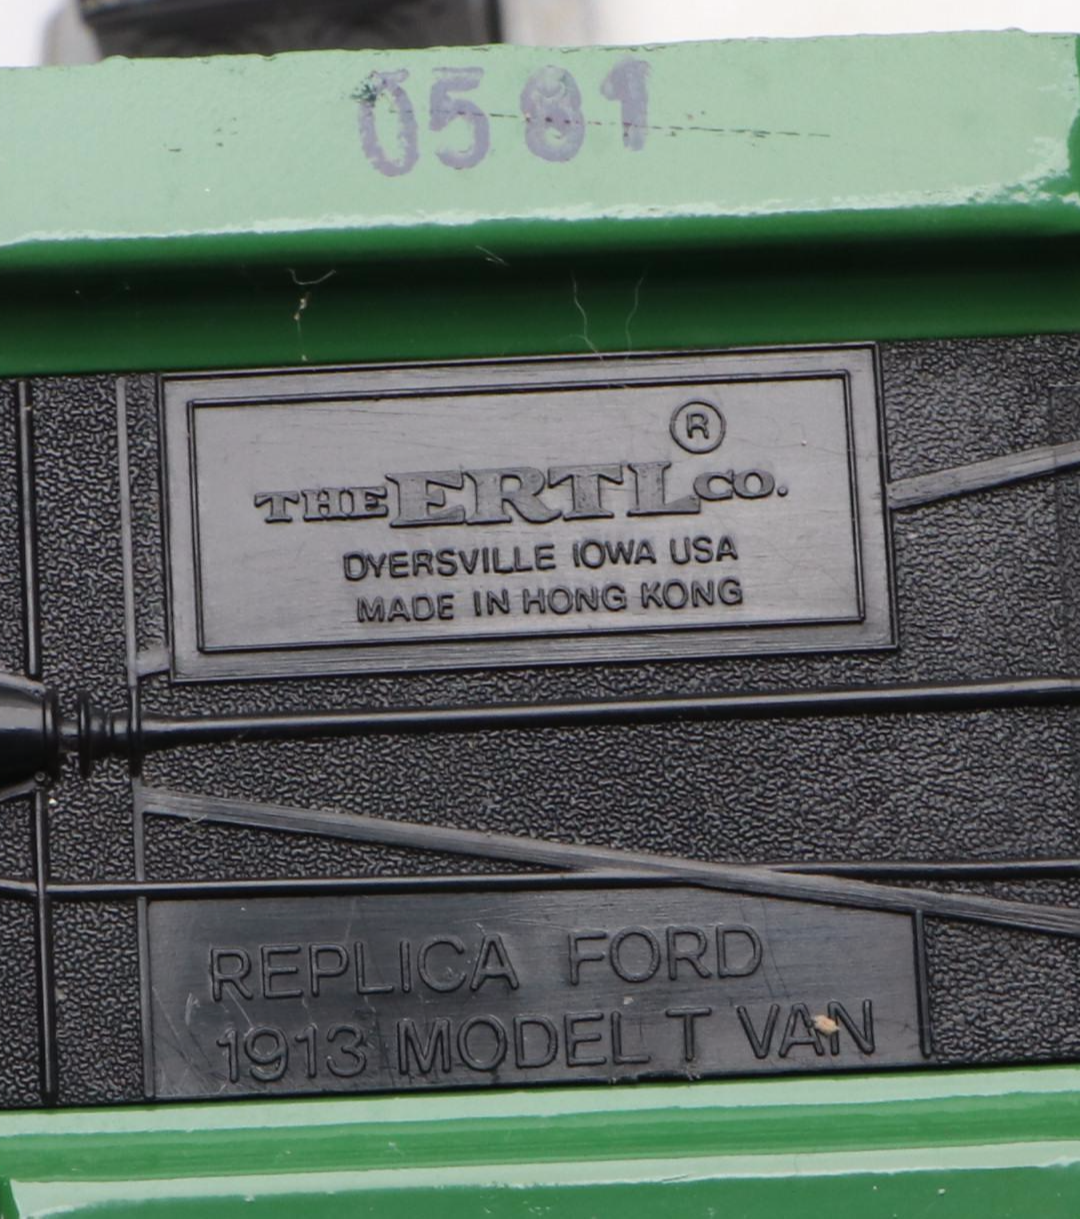 0581
®
THE ERTL CO.
DYERSVILLE IOWA USA
MADE IN HONG KONG
REPLICA FORD
1913 MODEL T VAN